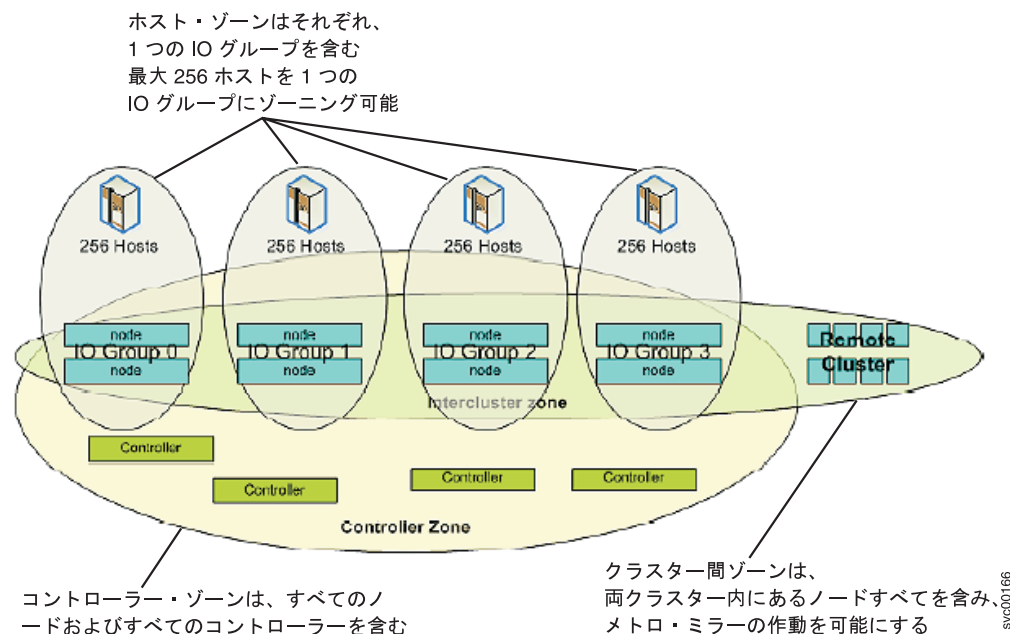 ホスト・ゾーンはそれぞれ、
1 つの IO グループを含む
最大 256 ホストを 1 つの
IO グループにゾーニング可能
256 Hosts
256 Hosts
256 Hosts
256 Hosts
node
node
node
node
IO Group 0
IO Group 1
IO Group 2
IO Group 3
Remote
Cluster
node
node
node
node
Intercluster zone
Controller
Controller
Controller
Controller
Controller Zone
コントローラー・ゾーンは、すべてのノ
ードおよびすべてのコントローラーを含む
クラスター間ゾーンは、
両クラスター内にあるノードすべてを含み、
メトロ・ミラーの作動を可能にする
svc00166